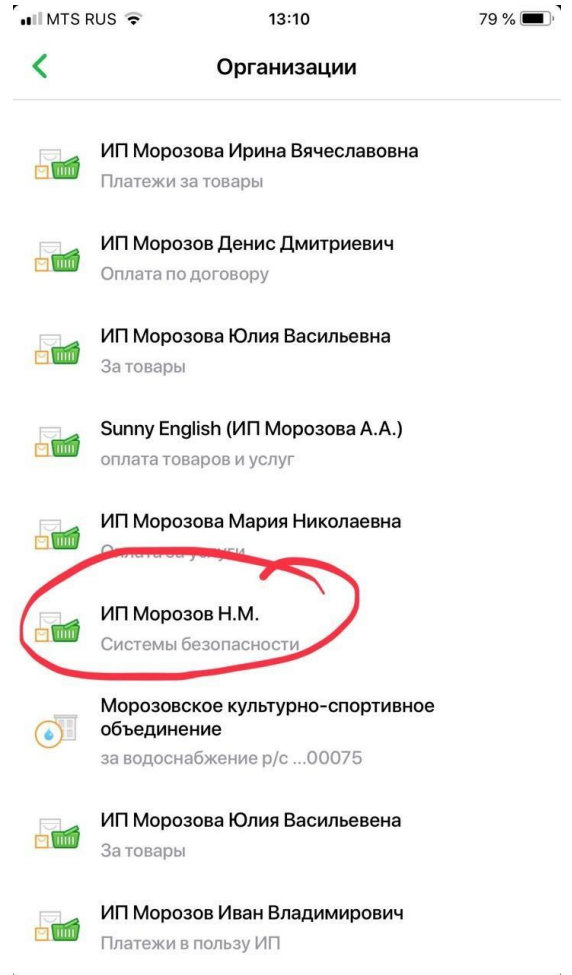 MTS RUS
13:10
79 %
Организации
ИП Морозова Ирина Вячеславовна
Платежи за товары
ИП Морозов Денис Дмитриевич
Оплата по договору
ИП Морозова Юлия Васильевна
За товары
Sunny English (ИП Морозова А.А.)
оплата товаров и услуг
ИП Морозова Мария Николаевна
Оплата за услуги
ИП Морозов Н.М.
Системы безопасности
Морозовское культурно-спортивное
объединение
за водоснабжение р/с ...00075
ИП Морозова Юлия Васильевена
За товары
ИП Морозов Иван Владимирович
Платежи в пользу ИП